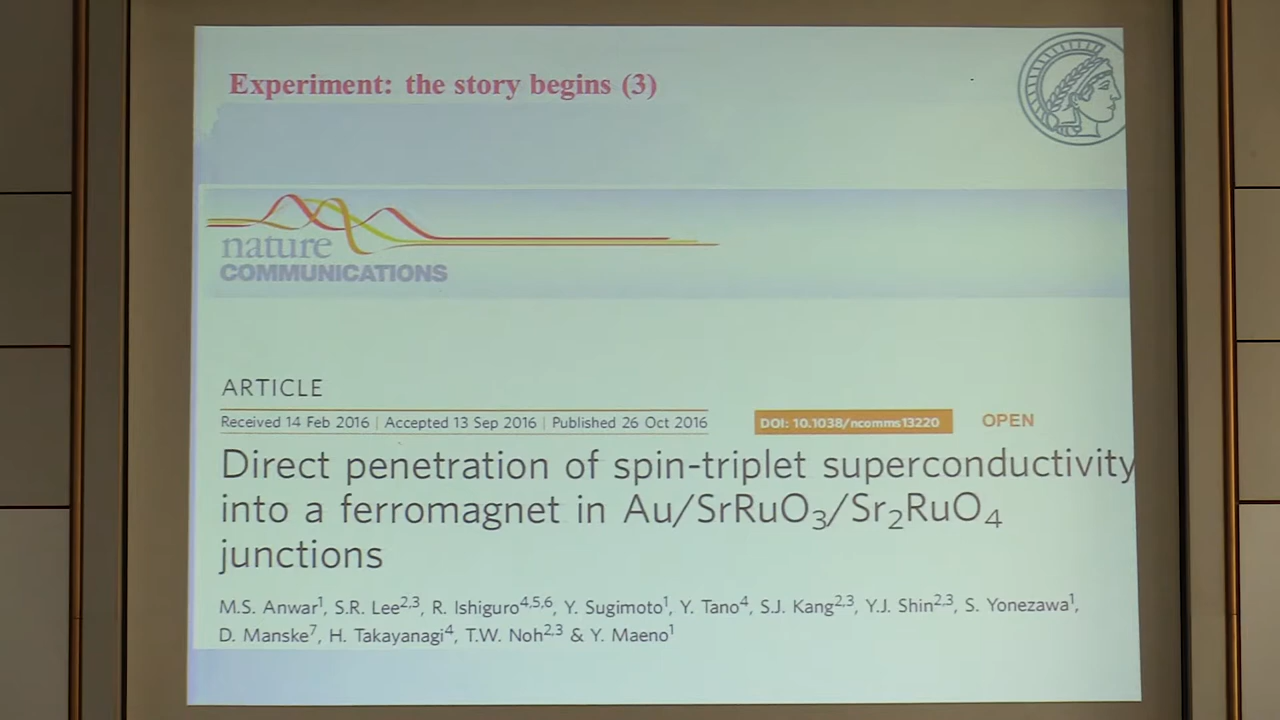 Experiment: the story begins (3)
nature
COMMUNICATIONS
ARTICLE
Received 14 Feb 2016 | Accepted 13 Sep 2016 | Published 26 Oct 2016
DOI: 10.1038/ncomms13220
OPEN
Direct penetration of spin-triplet superconductivity
into a ferromagnet in Au/SrRuO₃/Sr₂RuO₄
junctions
M.S. Anwar¹, S.R. Lee²,³, R. Ishiguro⁴,⁵,⁶, Y. Sugimoto¹, Y. Tano⁴, S.J. Kang²,³, Y.J. Shin²,³, S. Yonezawa¹,
D. Manske⁷, H. Takayanagi⁴, T.W. Noh²,³ & Y. Maeno¹